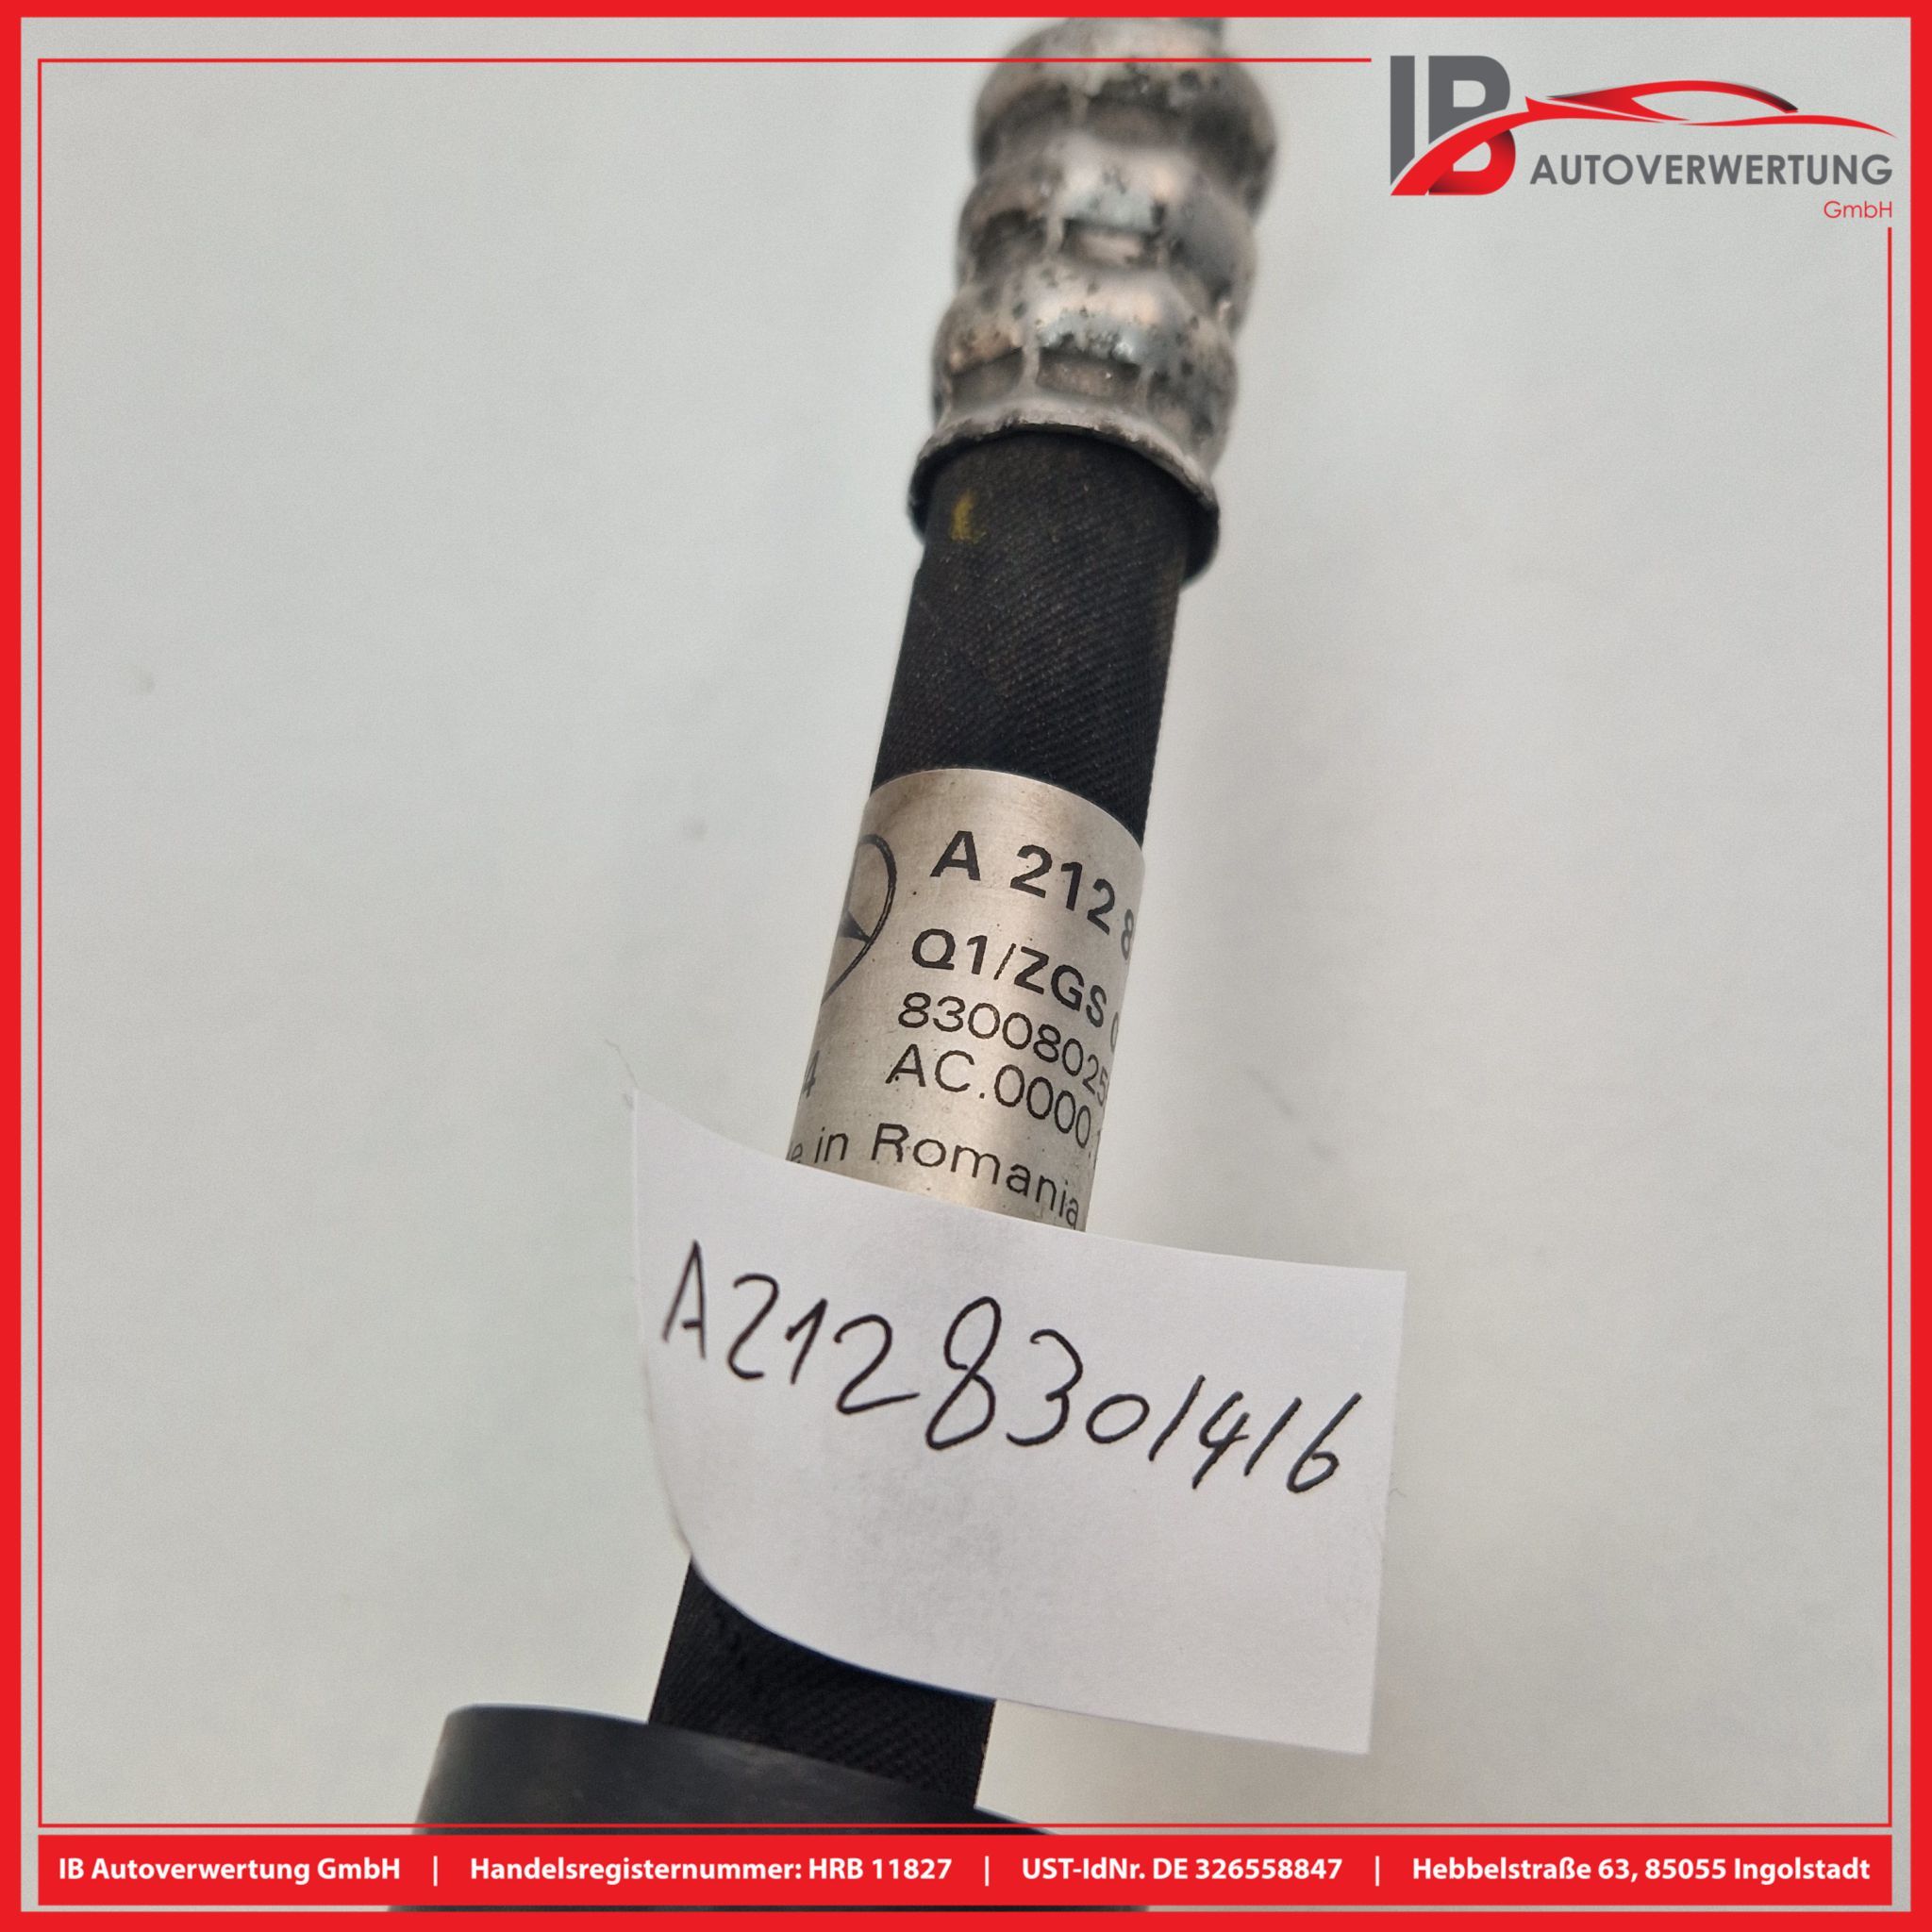 IB AUTOVERWERTUNG
GmbH
A 212 8
Q1/ZGS
83008025
AC.0000.
4
e in Romania
A2128301416
IB Autoverwertung GmbH | Handelsregisternummer: HRB 11827 | UST-IdNr. DE 326558847 | Hebbelstraße 63, 85055 Ingolstadt